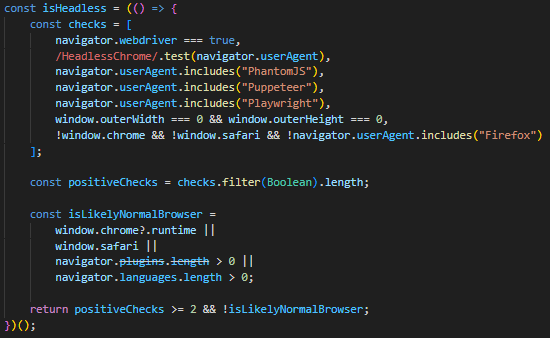 const isHeadless = (() => {
    const checks = [
        navigator.webdriver === true,
        /HeadlessChrome/.test(navigator.userAgent),
        navigator.userAgent.includes("PhantomJS"),
        navigator.userAgent.includes("Puppeteer"),
        navigator.userAgent.includes("Playwright"),
        window.outerWidth === 0 && window.outerHeight === 0,
        !window.chrome && !window.safari && !navigator.userAgent.includes("Firefox")
    ];
    const positiveChecks = checks.filter(Boolean).length;
    const isLikelyNormalBrowser =
        window.chrome?.runtime ||
        window.safari ||
        navigator.plugins.length > 0 ||
        navigator.languages.length > 0;
    return positiveChecks >= 2 && !isLikelyNormalBrowser;
})();